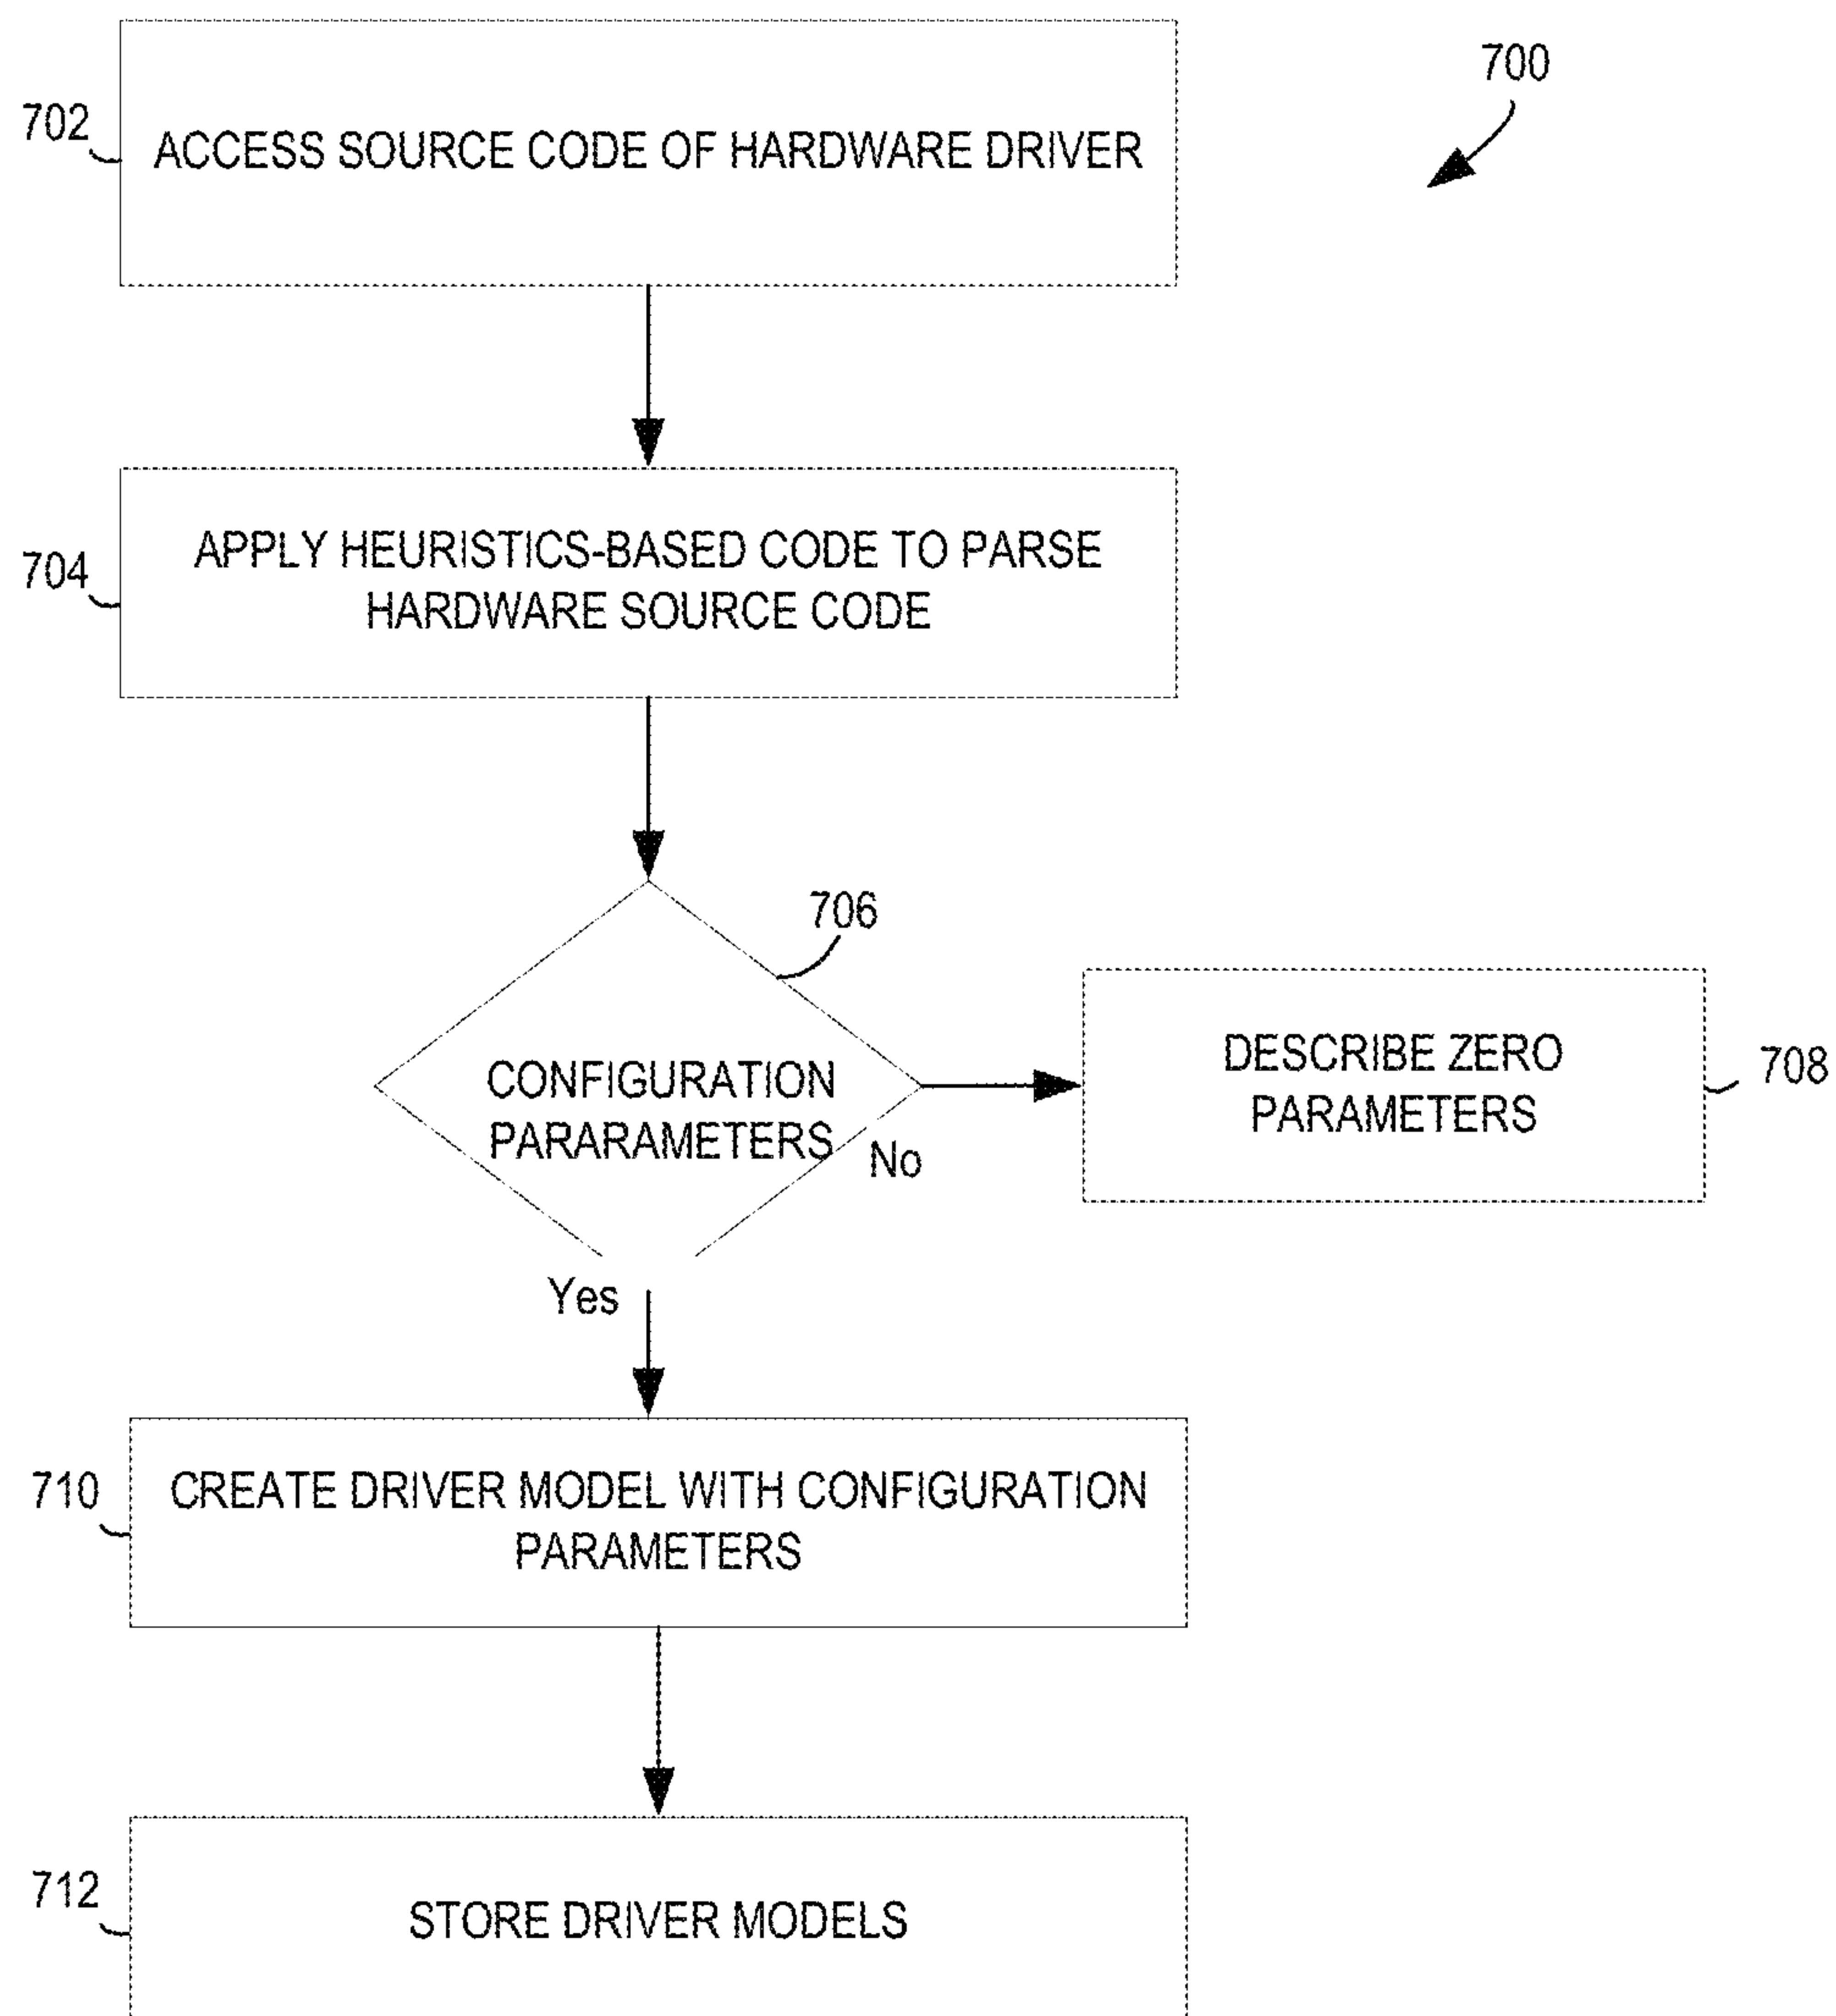 700
702
ACCESS SOURCE CODE OF HARDWARE DRIVER
704
APPLY HEURISTICS-BASED CODE TO PARSE
HARDWARE SOURCE CODE
706
CONFIGURATION
PARARAMETERS
No
DESCRIBE ZERO
PARAMETERS
708
Yes
710
CREATE DRIVER MODEL WITH CONFIGURATION
PARAMETERS
712
STORE DRIVER MODELS